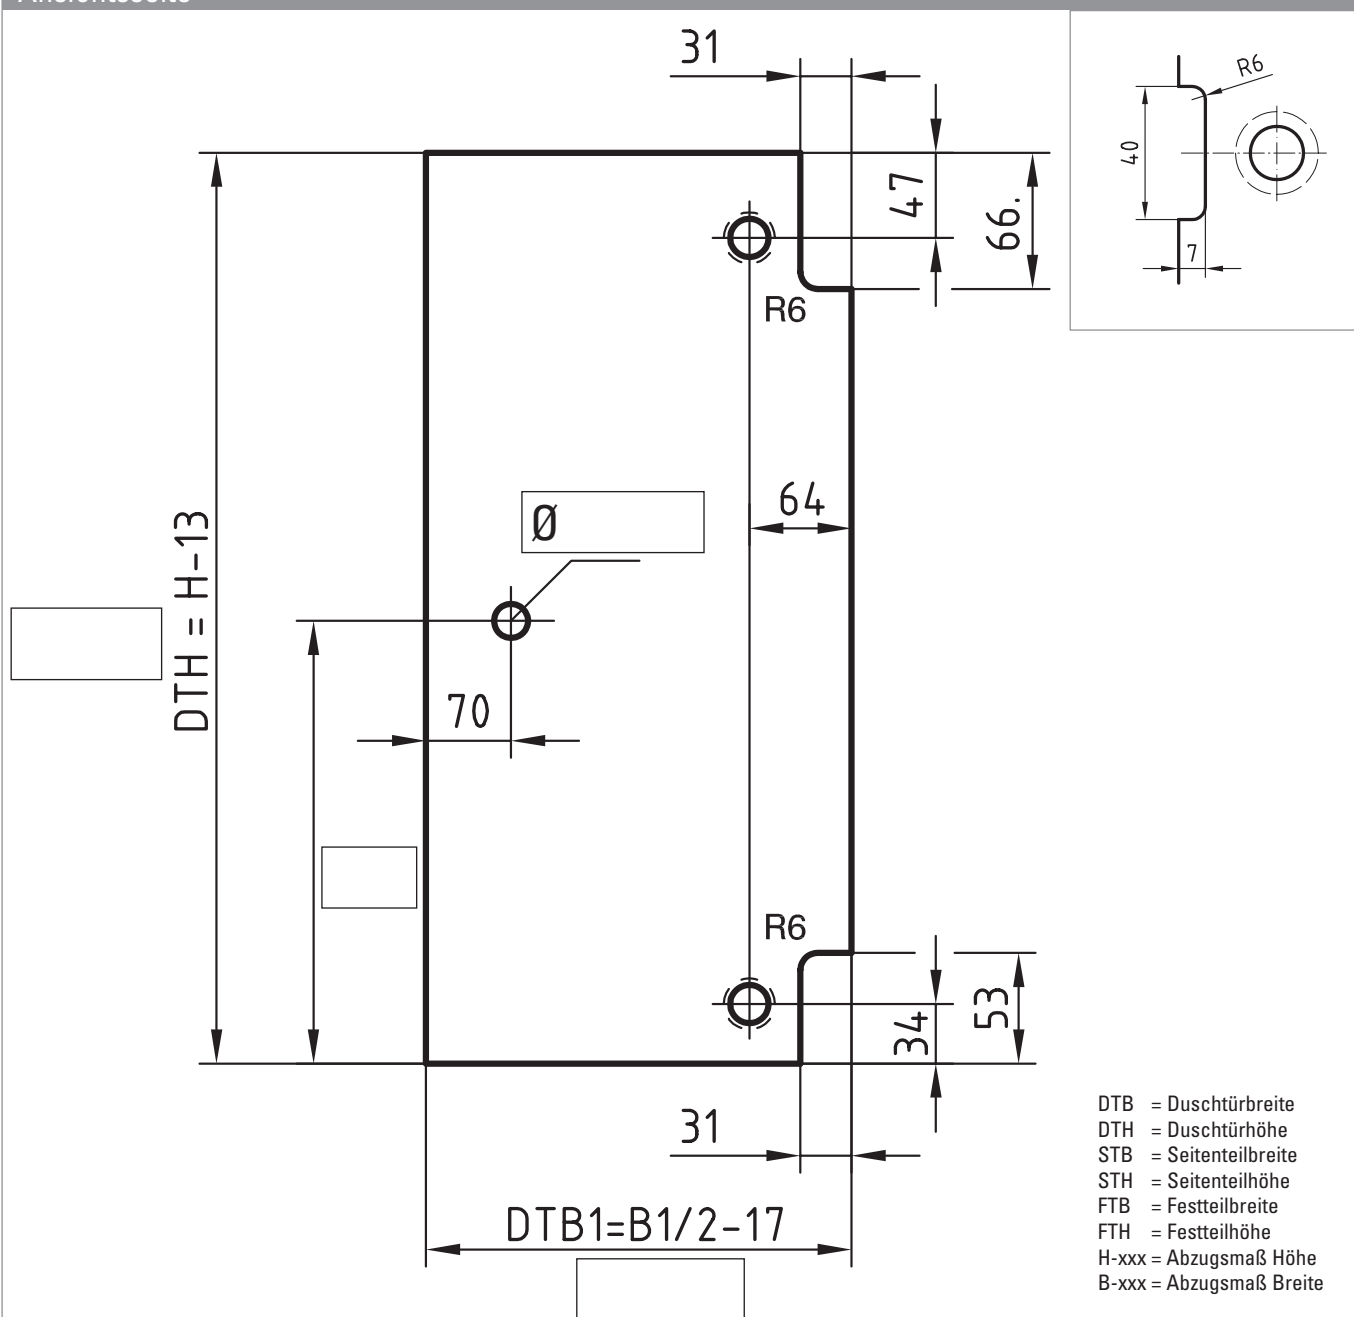 31
R6
40
7
47
66.
R6
Ø
64
DTH = H-13
70
R6
53
34
31
DTB1=B1/2-17
DTB = Duschtürbreite
DTH = Duschtürhöhe
STB = Seitenteilbreite
STH = Seitenteilhöhe
FTB = Festteilbreite
FTH = Festteilhöhe
H-xxx = Abzugsmaß Höhe
B-xxx = Abzugsmaß Breite